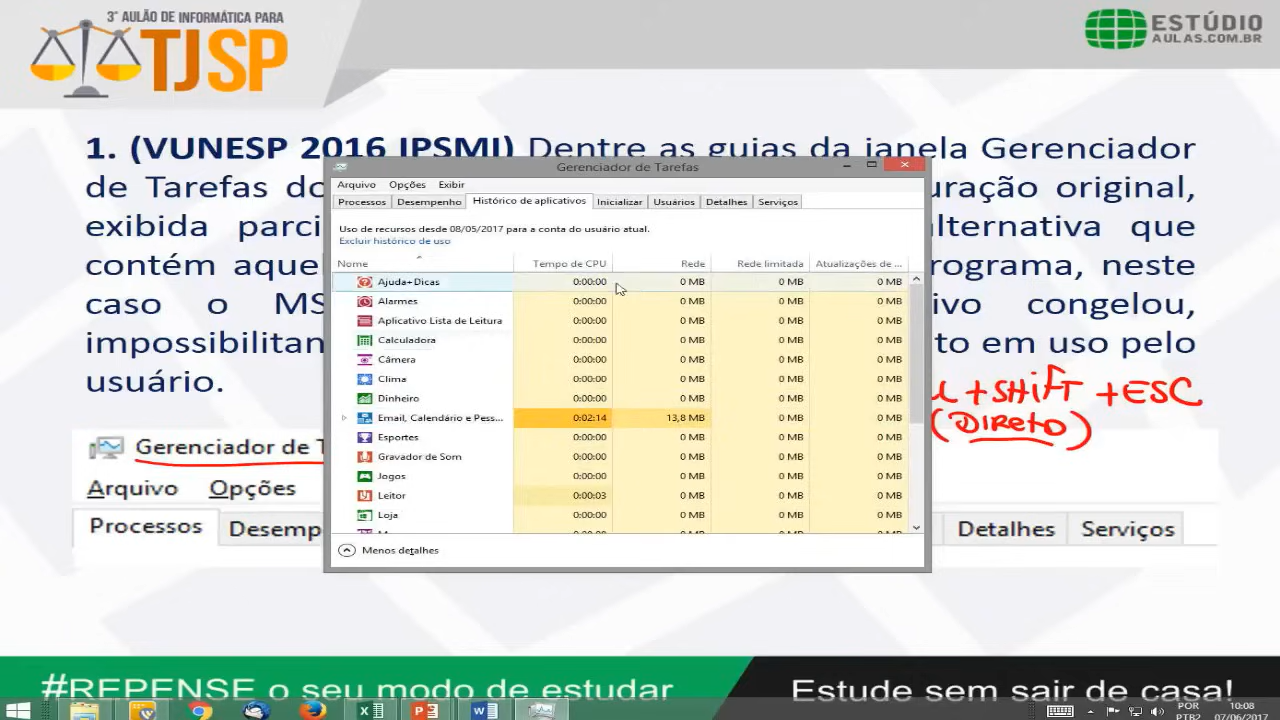 3° AULÃO DE INFORMÁTICA PARA
TJSP
ESTÚDIO
AULAS.COM.BR
1. (VUNESP 2016 IPSMI) Dentre as guias da janela Gerenciador
de Tarefas do
uração original,
exibida parci
lternativa que
contém aque
rograma, neste
caso o MS
ivo congelou,
impossibilitan
to em uso pelo
usuário.
+SHIFT +ESC
(DIRETO)
Gerenciador de T
Arquivo Opções
Processos Desemp Detalhes Serviços
Gerenciador de Tarefas
Arquivo Opções Exibir
Processos Desempenho Histórico de aplicativos Inicializar Usuários Detalhes Serviços
Uso de recursos desde 08/05/2017 para a conta do usuário atual.
Excluir histórico de uso
Nome Tempo de CPU Rede Rede limitada Atualizações de ...
Ajuda+Dicas 0:00:00 0 MB 0 MB 0 MB
Alarmes 0:00:00 0 MB 0 MB 0 MB
Aplicativo Lista de Leitura 0:00:00 0 MB 0 MB 0 MB
Calculadora 0:00:00 0 MB 0 MB 0 MB
Câmera 0:00:00 0 MB 0 MB 0 MB
Clima 0:00:00 0 MB 0 MB 0 MB
Dinheiro 0:00:00 0 MB 0 MB 0 MB
Email, Calendário e Pess... 0:02:14 13,8 MB 0 MB 0 MB
Esportes 0:00:00 0 MB 0 MB 0 MB
Gravador de Som 0:00:00 0 MB 0 MB 0 MB
Jogos 0:00:00 0 MB 0 MB 0 MB
Leitor 0:00:03 0 MB 0 MB 0 MB
Loja 0:00:00 0 MB 0 MB 0 MB
Menos detalhes
#REPENSE o seu modo de estudar
Estude sem sair de casa!
POR
PTB2
10:08
07/06/2017